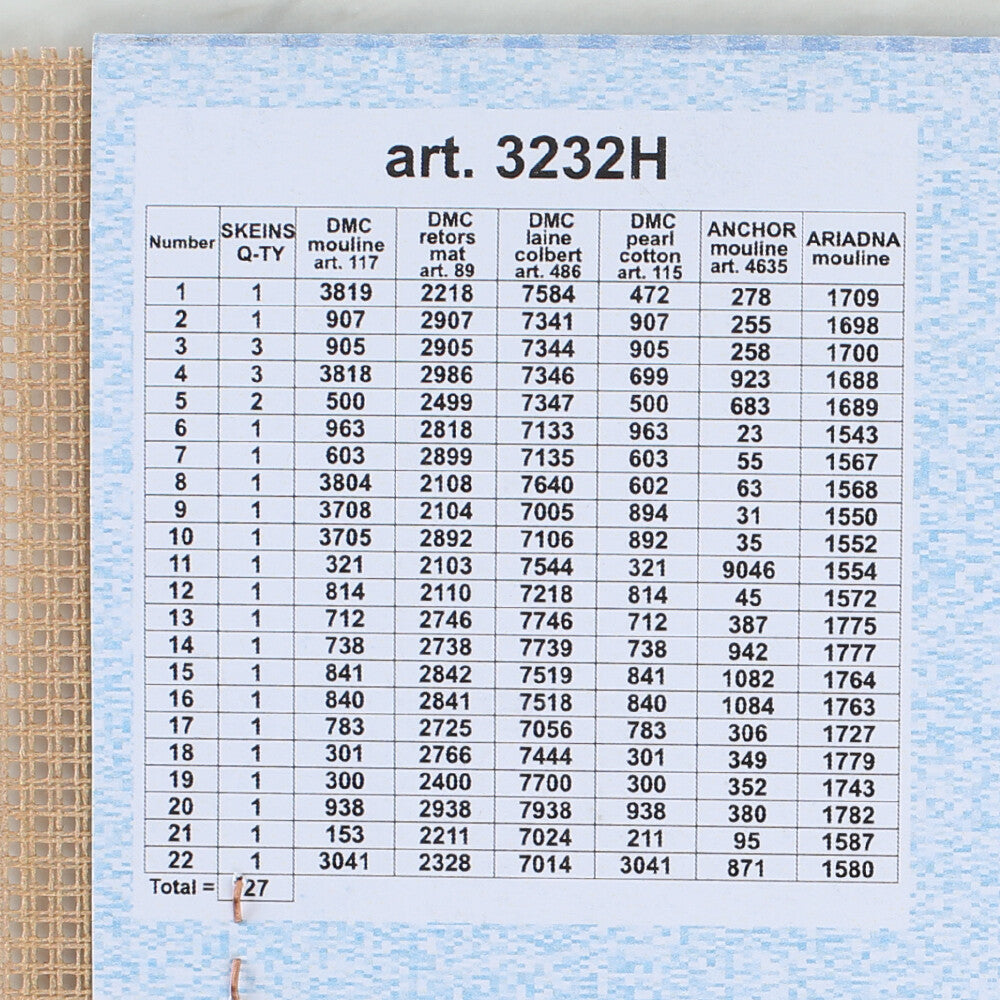 art. 3232H
Number SKEINS Q-TY DMC mouline art. 117 DMC retors mat art. 89 DMC laine colbert art. 486 DMC pearl cotton art. 115 ANCHOR mouline art. 4635 ARIADNA mouline
1 1 3819 2218 7584 472 278 1709
2 1 907 2907 7341 907 255 1698
3 3 905 2905 7344 905 258 1700
4 3 3818 2986 7346 699 923 1688
5 2 500 2499 7347 500 683 1689
6 1 963 2818 7133 963 23 1543
7 1 603 2899 7135 603 55 1567
8 1 3804 2108 7640 602 63 1568
9 1 3708 2104 7005 894 31 1550
10 1 3705 2892 7106 892 35 1552
11 1 321 2103 7544 321 9046 1554
12 1 814 2110 7218 814 45 1572
13 1 712 2746 7746 712 387 1775
14 1 738 2738 7739 738 942 1777
15 1 841 2842 7519 841 1082 1764
16 1 840 2841 7518 840 1084 1763
17 1 783 2725 7056 783 306 1727
18 1 301 2766 7444 301 349 1779
19 1 300 2400 7700 300 352 1743
20 1 938 2938 7938 938 380 1782
21 1 153 2211 7024 211 95 1587
22 1 3041 2328 7014 3041 871 1580
Total = 27